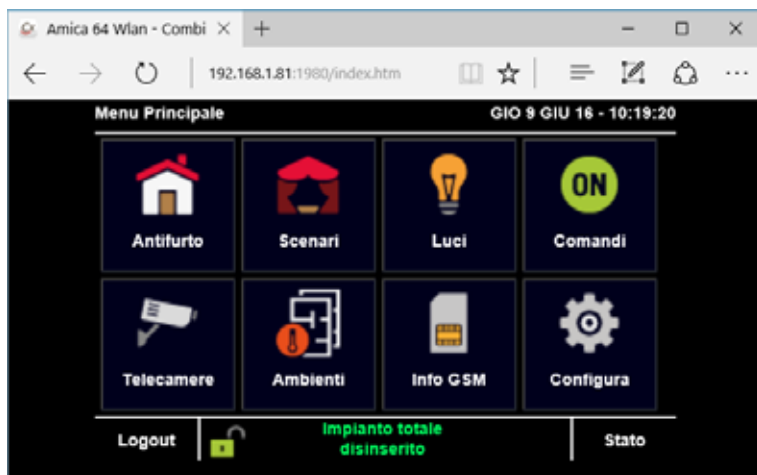 Amica 64 Wlan - Combi
192.168.1.81:1980/index.htm
Menu Principale
GIO 9 GIU 16 - 10:19:20
ON
Antifurto
Scenari
Luci
Comandi
Telecamere
Ambienti
Info GSM
Configura
Logout
Impianto totale
disinserito
Stato